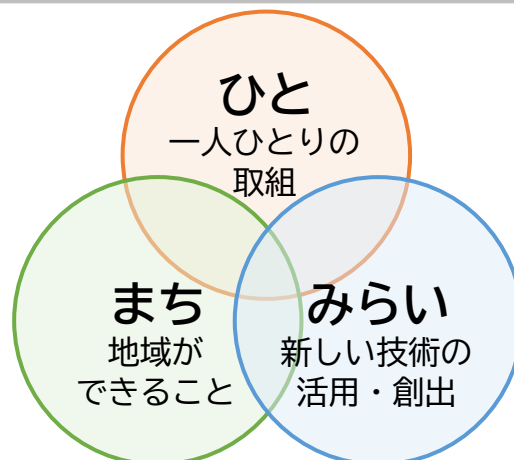 ひと
一人ひとりの
取組
まち
地域が
できること
みらい
新しい技術の
活用・創出